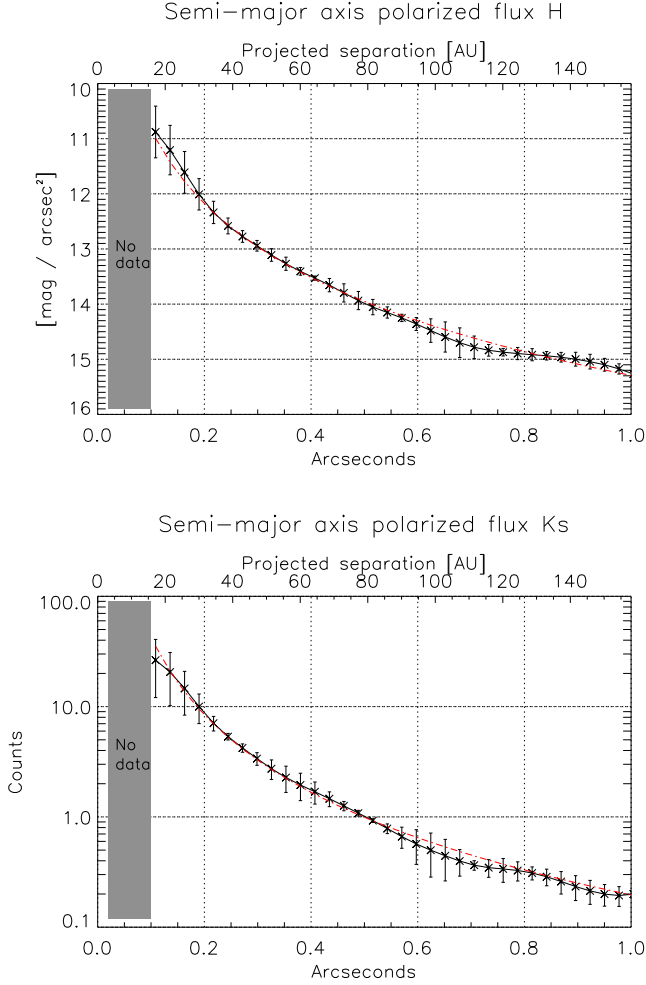 Semi-major axis polarized flux H
Projected separation [AU]
0 20 40 60 80 100 120 140
10
11
12
13
14
15
16
[mag / arcsec²]
No
data
0.0 0.2 0.4 0.6 0.8 1.0
Arcseconds
Semi-major axis polarized flux Ks
Projected separation [AU]
0 20 40 60 80 100 120 140
100.0
10.0
1.0
0.1
Counts
No
data
0.0 0.2 0.4 0.6 0.8 1.0
Arcseconds